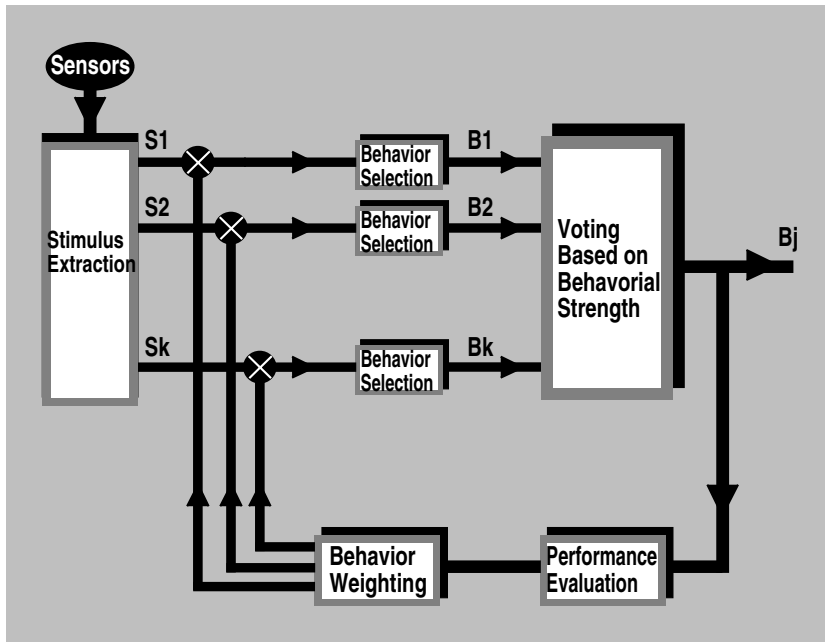 Sensors
S1
Behavior
Selection
B1
S2
Behavior
Selection
B2
Stimulus
Extraction
Voting
Based on
Behavorial
Strength
Bj
Sk
Behavior
Selection
Bk
Behavior
Weighting
Performance
Evaluation